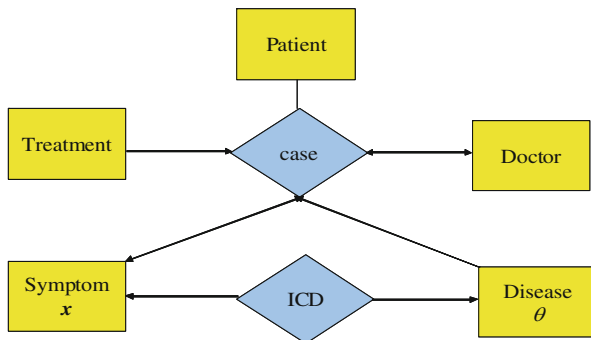 Patient
Treatment
case
Doctor
Symptom
x
ICD
Disease
θ